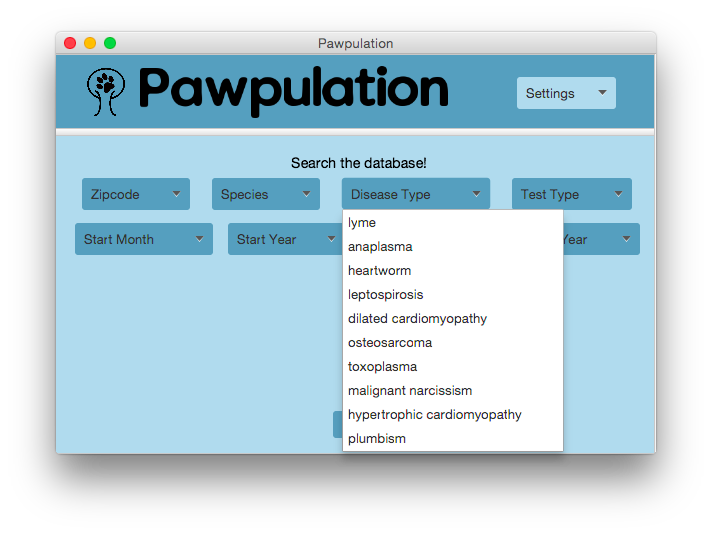 Pawpulation
Pawpulation
Settings
Search the database!
Zipcode
Species
Disease Type
Test Type
Start Month
Start Year
Year
lyme
anaplasma
heartworm
leptospirosis
dilated cardiomyopathy
osteosarcoma
toxoplasma
malignant narcissism
hypertrophic cardiomyopathy
plumbism